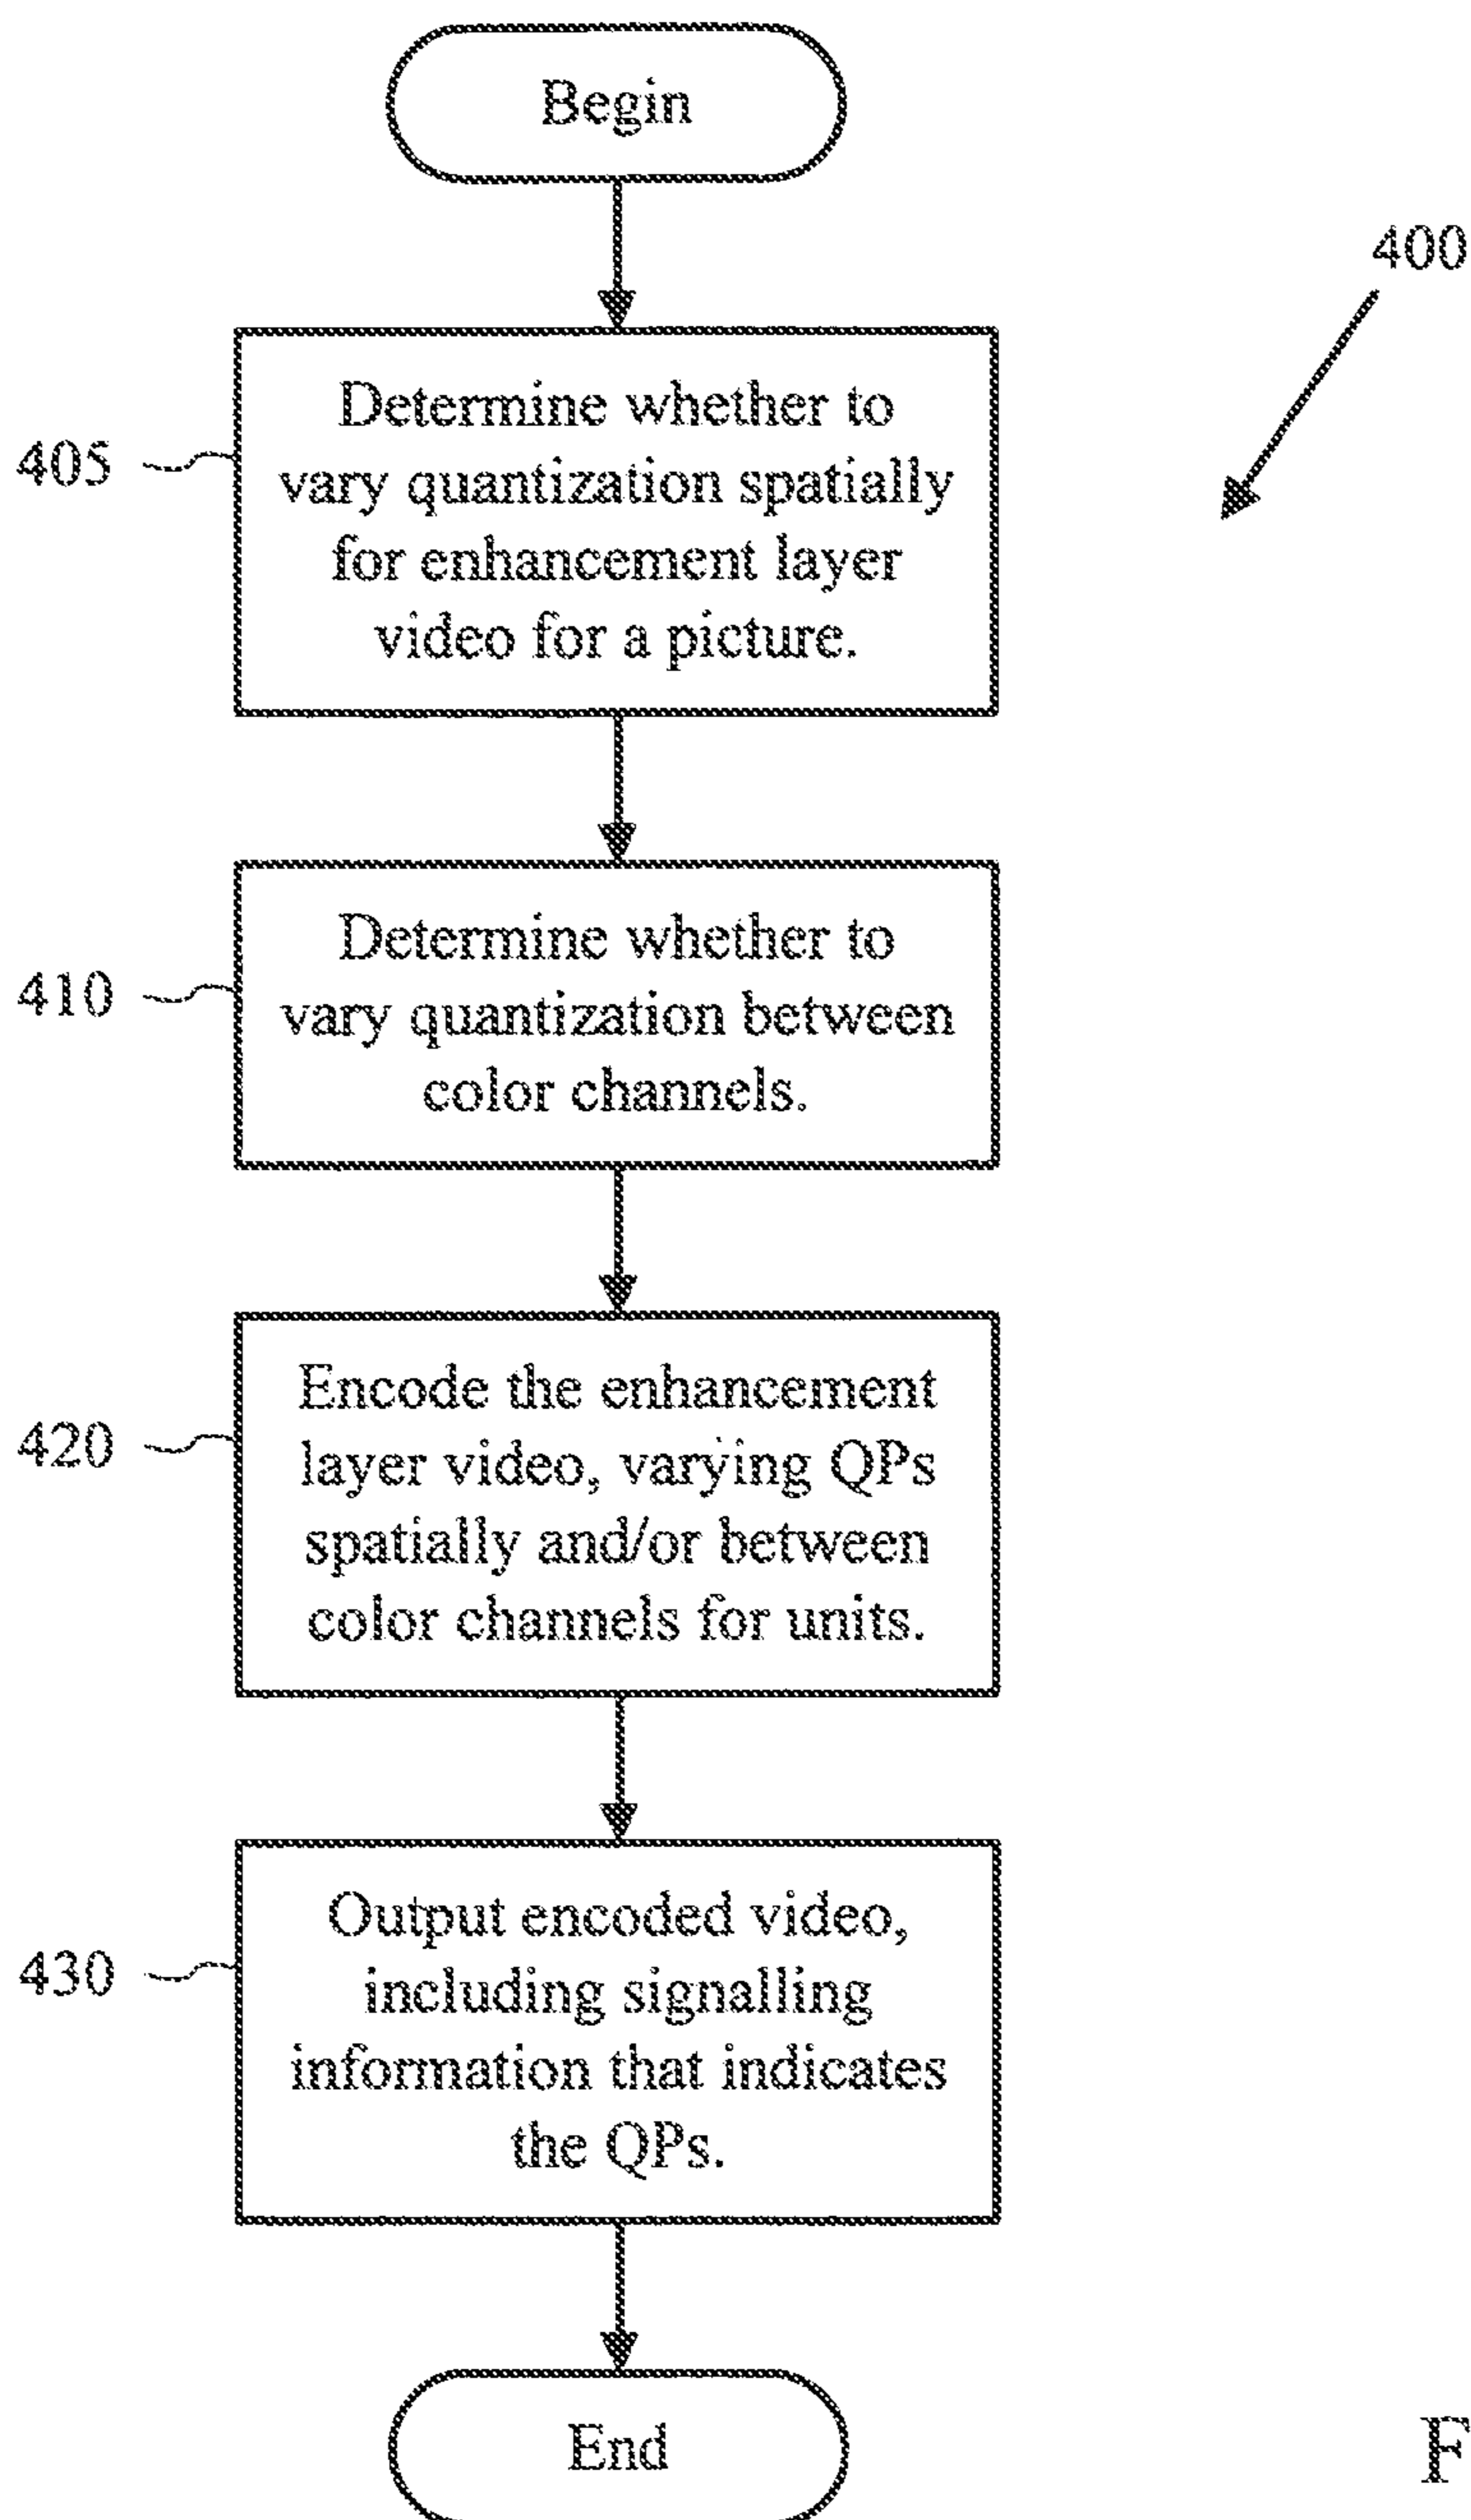 Begin
400
405
Determine whether to
vary quantization spatially
for enhancement layer
video for a picture.
410
Determine whether to
vary quantization between
color channels.
420
Encode the enhancement
layer video, varying QPs
spatially and/or between
color channels for units.
430
Output encoded video,
including signalling
information that indicates
the QPs.
End
F